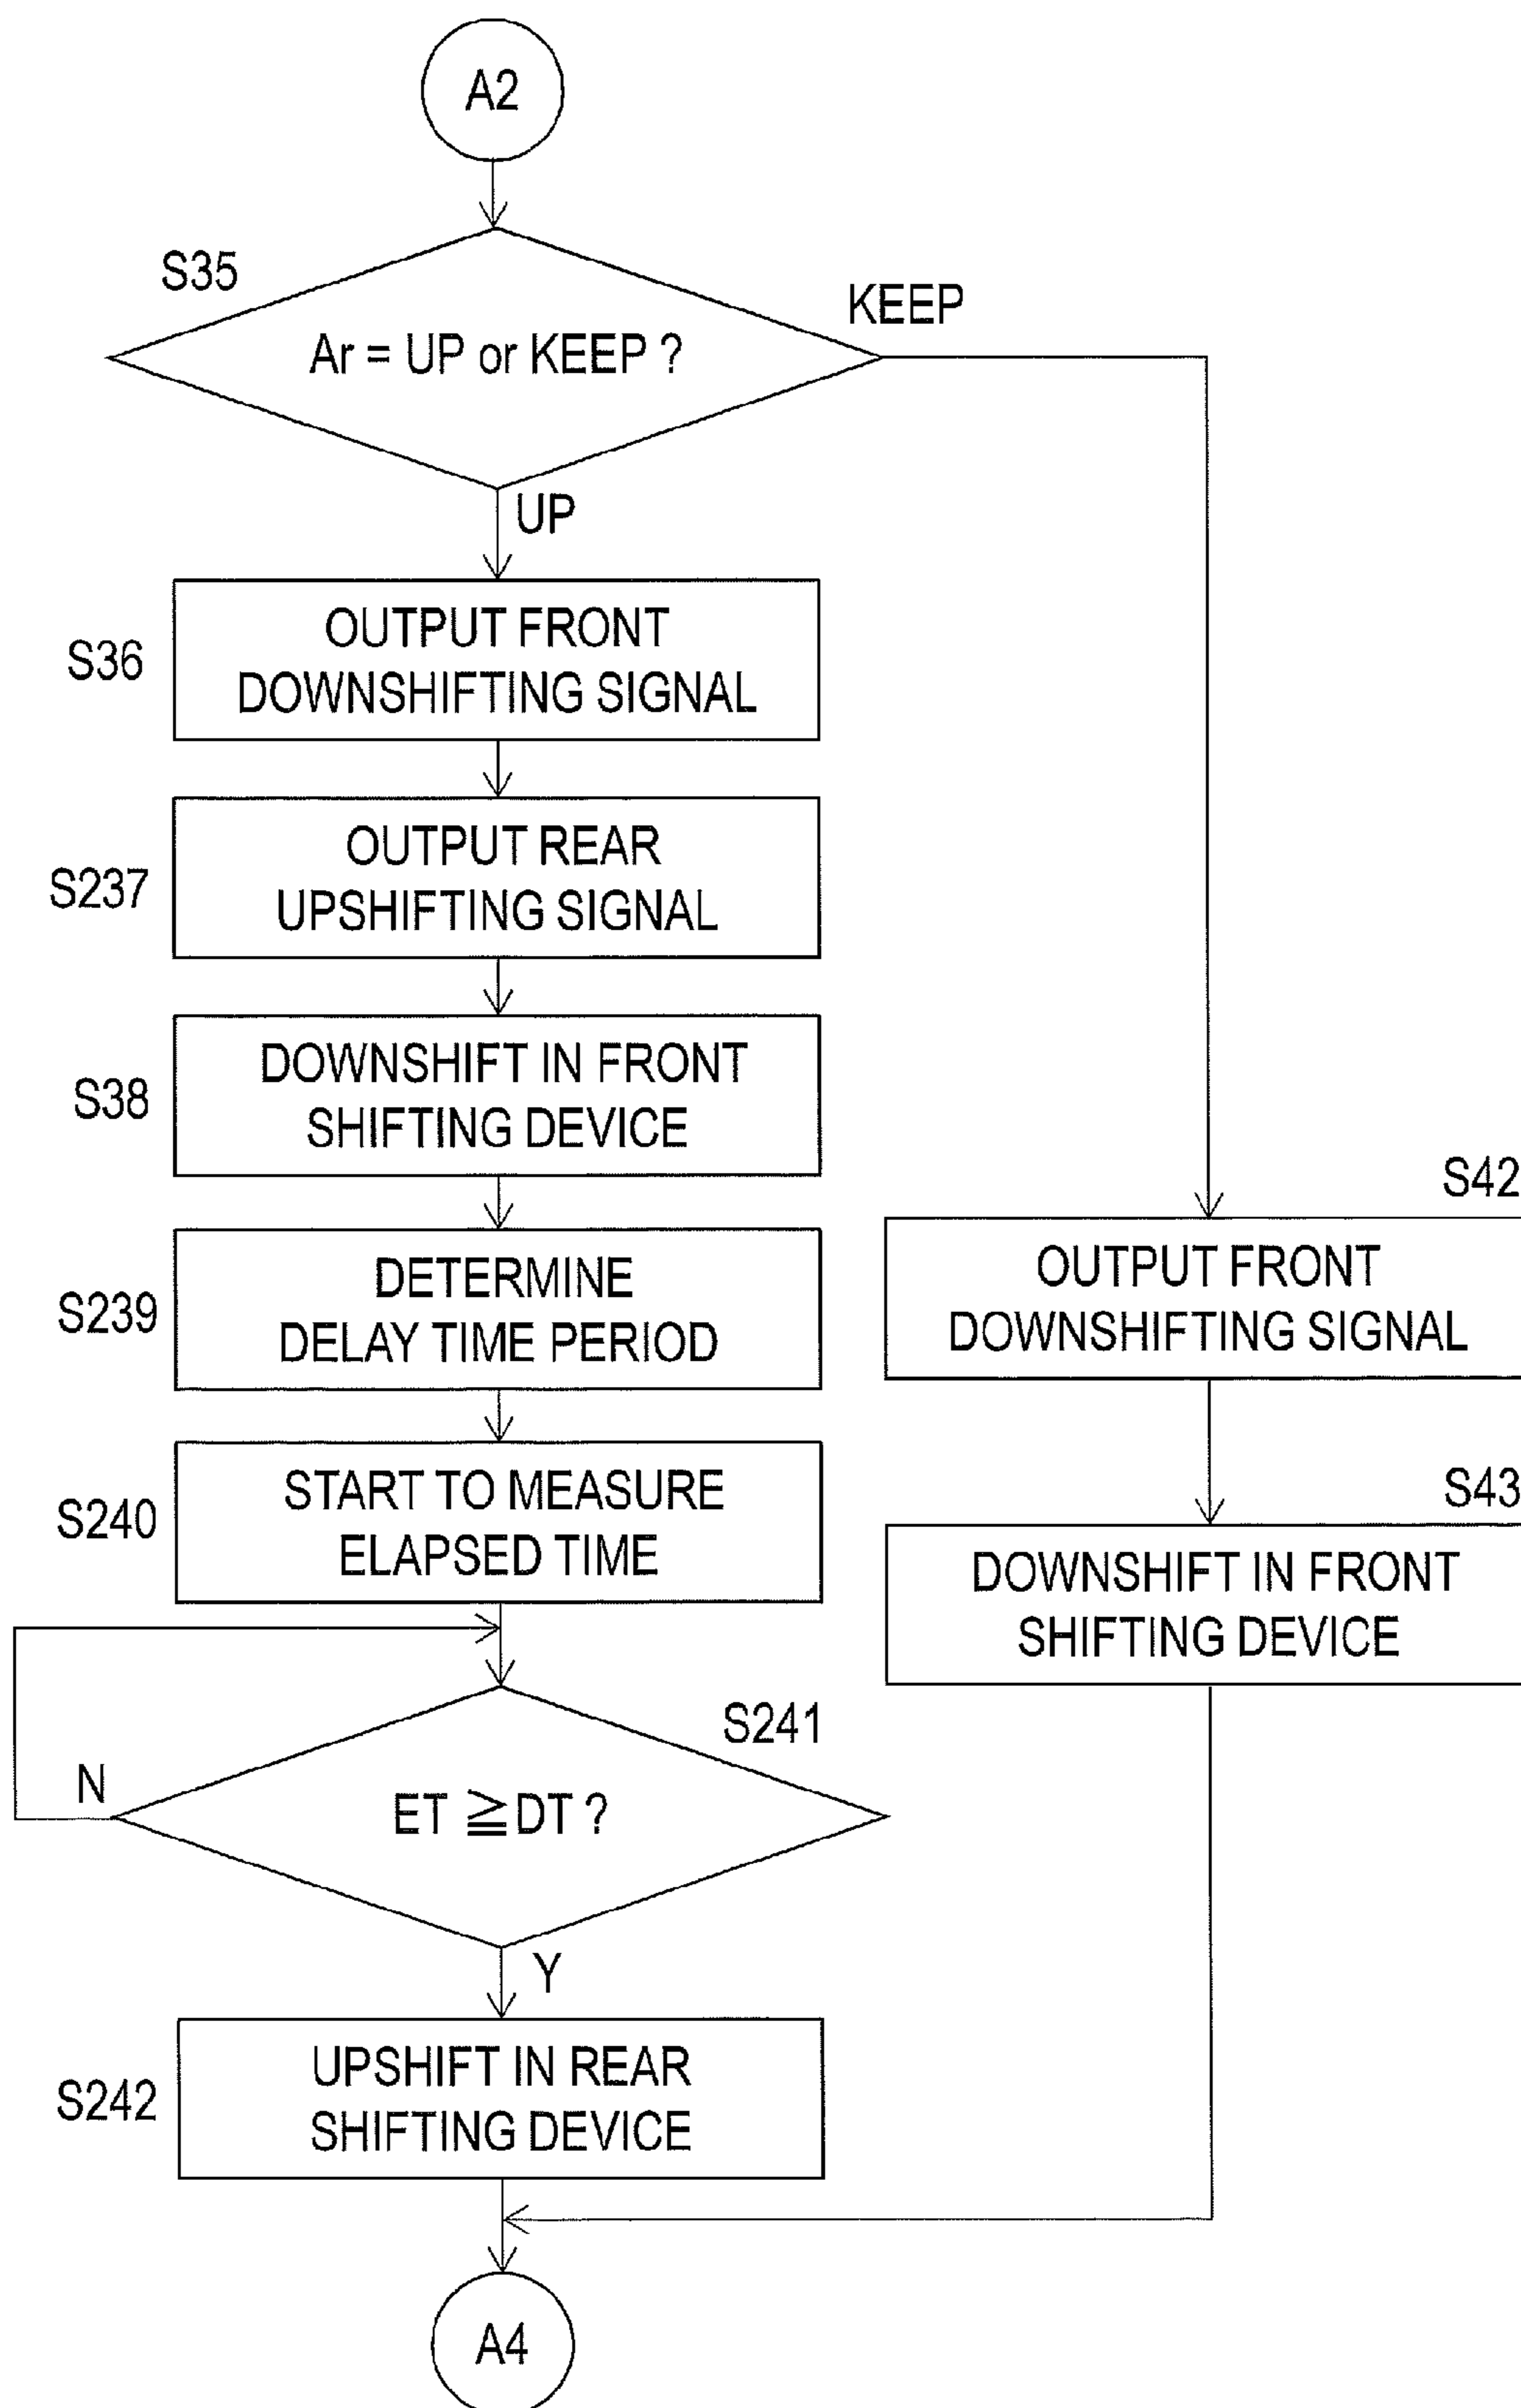 A2
S35
KEEP
Ar = UP or KEEP ?
UP
S36
OUTPUT FRONT
DOWNSHIFTING SIGNAL
S237
OUTPUT REAR
UPSHIFTING SIGNAL
S38
DOWNSHIFT IN FRONT
SHIFTING DEVICE
S239
DETERMINE
DELAY TIME PERIOD
S42
OUTPUT FRONT
DOWNSHIFTING SIGNAL
S240
START TO MEASURE
ELAPSED TIME
S43
DOWNSHIFT IN FRONT
SHIFTING DEVICE
S241
N
ET ≧ DT ?
Y
S242
UPSHIFT IN REAR
SHIFTING DEVICE
A4